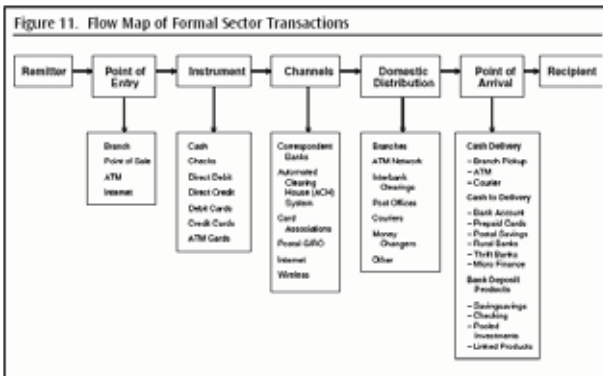 Figure 11. Flow Map of Formal Sector Transactions
Remitter
Point of
Entry
Instrument
Channels
Domestic
Distribution
Point of
Arrival
Recipient
Branch
Point of Sale
ATM
Internet
Cash
Checks
Direct Debit
Direct Credit
Debit Cards
Credit Cards
ATM Cards
Correspondent
Banks
Automated
Clearing
House (ACH)
System
Card
Associations
Postal GIRO
Internet
Wireless
Branches
ATM Network
Interbank
Clearings
Post Offices
Couriers
Money
Changers
Other
Cash Delivery
– Branch Pickup
– ATM
– Courier
Cash to Delivery
– Bank Account
– Prepaid Cards
– Postal Savings
– Rural Banks
– Thrift Banks
– Micro Finance
Bank Deposit
Products
– Savingsavings
– Checking
– Pooled
Investments
– Linked Products